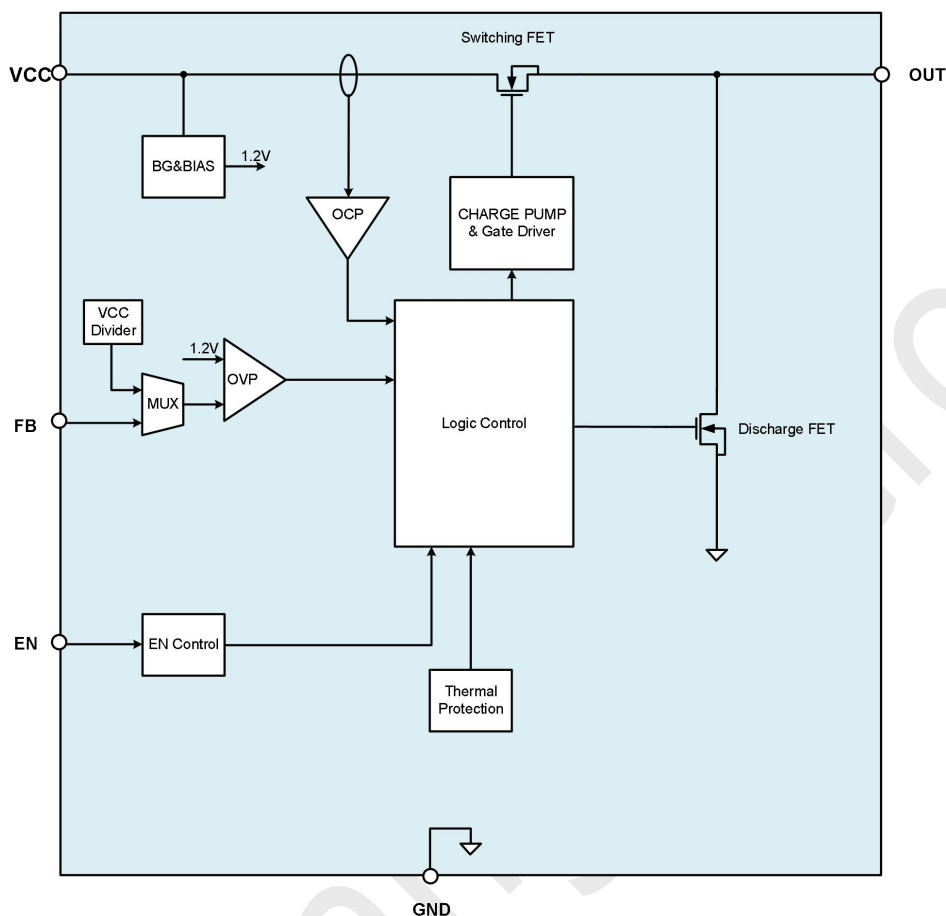 Switching FET
VCC
OUT
BG&BIAS
1.2V
OCP
CHARGE PUMP
& Gate Driver
VCC
Divider
1.2V
OVP
MUX
FB
Logic Control
Discharge FET
EN
EN Control
Thermal
Protection
GND